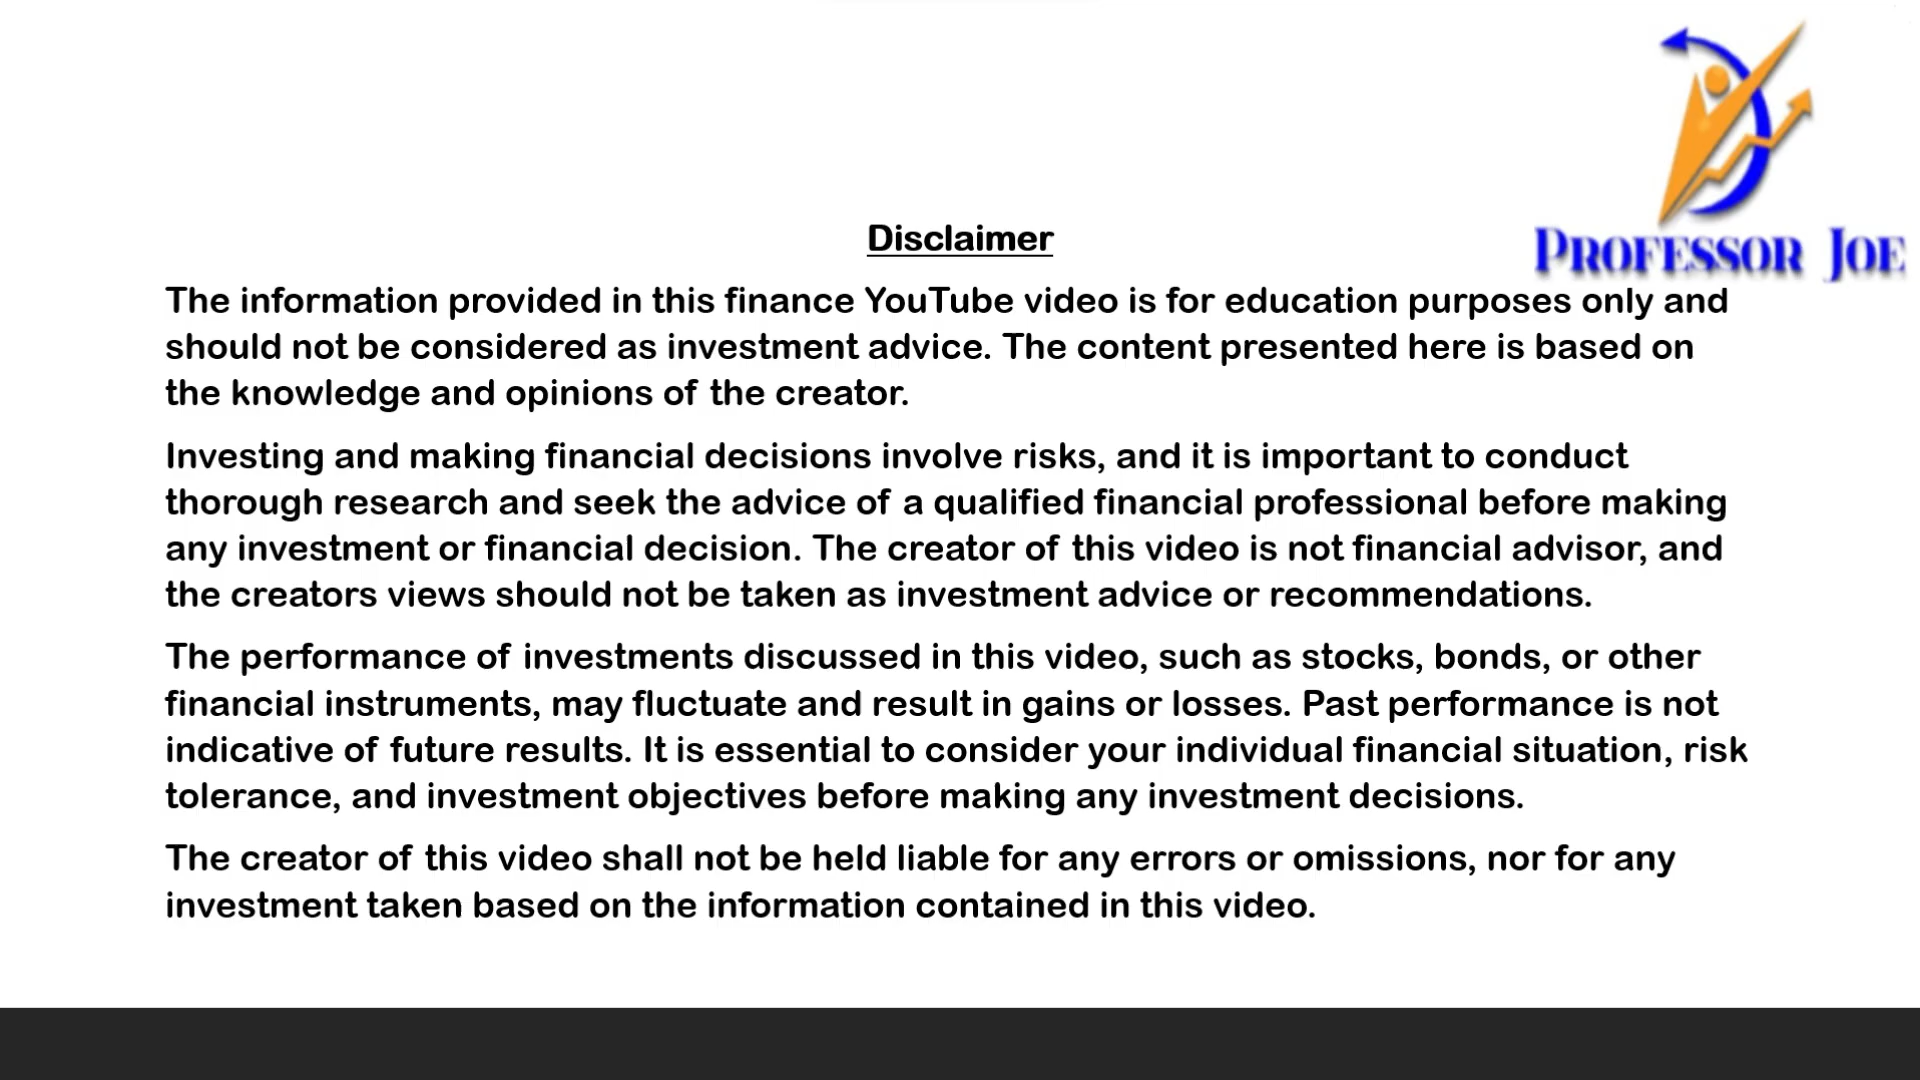 PROFESSOR JOE
Disclaimer
The information provided in this finance YouTube video is for education purposes only and
should not be considered as investment advice. The content presented here is based on
the knowledge and opinions of the creator.
Investing and making financial decisions involve risks, and it is important to conduct
thorough research and seek the advice of a qualified financial professional before making
any investment or financial decision. The creator of this video is not financial advisor, and
the creators views should not be taken as investment advice or recommendations.
The performance of investments discussed in this video, such as stocks, bonds, or other
financial instruments, may fluctuate and result in gains or losses. Past performance is not
indicative of future results. It is essential to consider your individual financial situation, risk
tolerance, and investment objectives before making any investment decisions.
The creator of this video shall not be held liable for any errors or omissions, nor for any
investment taken based on the information contained in this video.